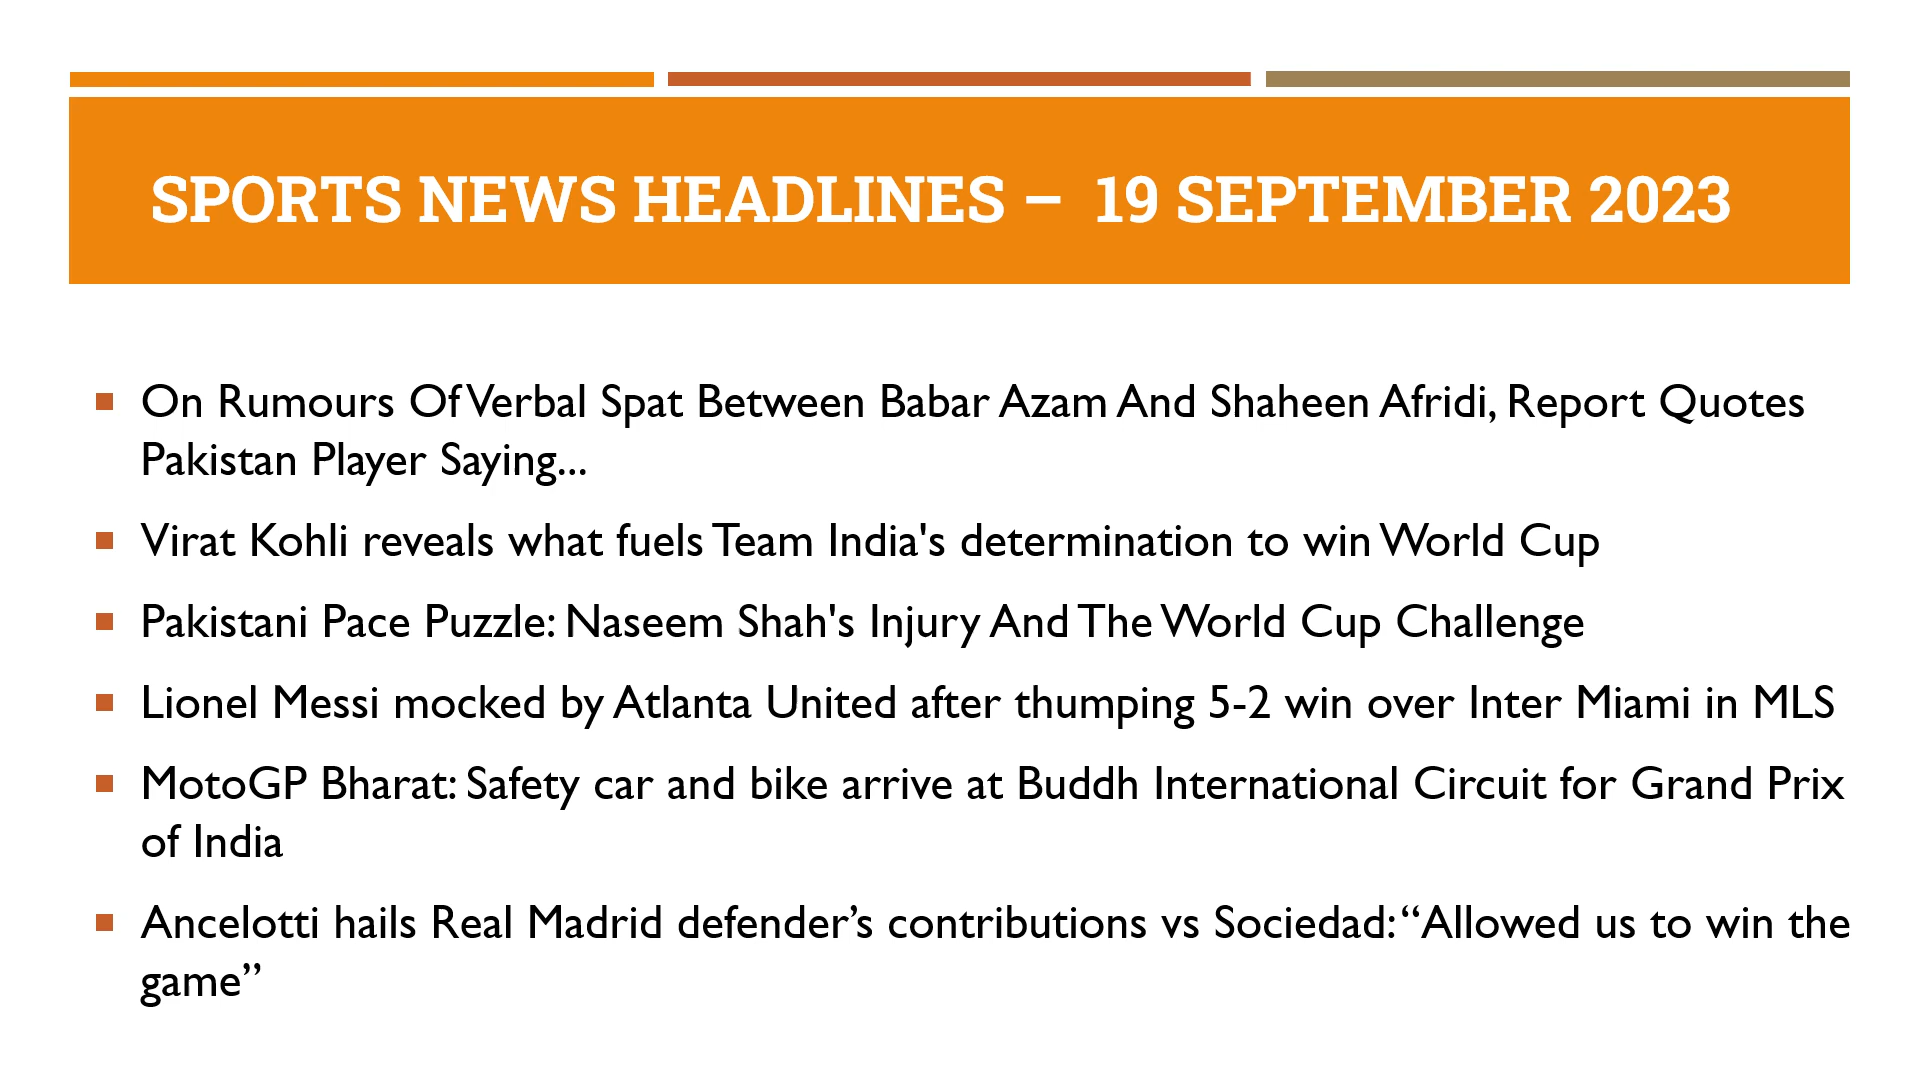 SPORTS NEWS HEADLINES – 19 SEPTEMBER 2023
On Rumours Of Verbal Spat Between Babar Azam And Shaheen Afridi, Report Quotes
Pakistan Player Saying...
Virat Kohli reveals what fuels Team India's determination to win World Cup
Pakistani Pace Puzzle: Naseem Shah's Injury And The World Cup Challenge
Lionel Messi mocked by Atlanta United after thumping 5-2 win over Inter Miami in MLS
MotoGP Bharat: Safety car and bike arrive at Buddh International Circuit for Grand Prix
of India
Ancelotti hails Real Madrid defender’s contributions vs Sociedad: “Allowed us to win the
game”